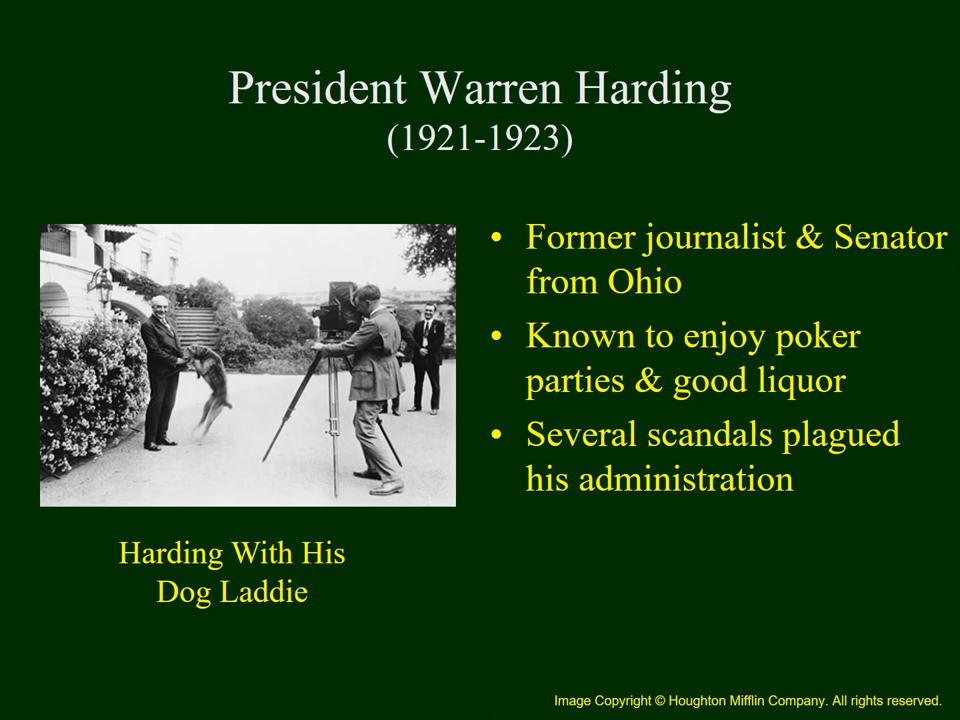 President Warren Harding
(1921-1923)
• Former journalist & Senator
from Ohio
• Known to enjoy poker
parties & good liquor
• Several scandals plagued
his administration
Harding With His
Dog Laddie
Image Copyright © Houghton Mifflin Company. All rights reserved.